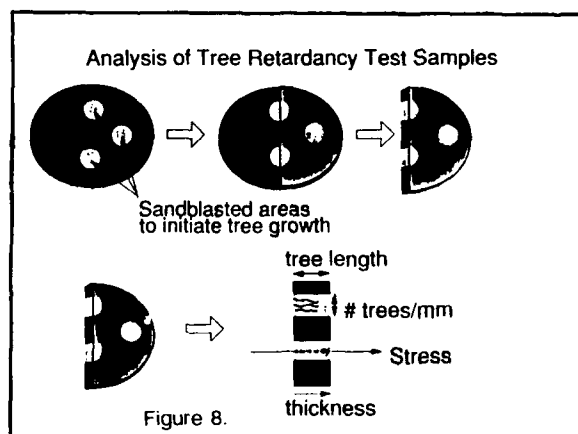 Analysis of Tree Retardancy Test Samples
Sandblasted areas
to initiate tree growth
tree length
# trees/mm
Stress
thickness
Figure 8.